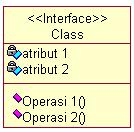 <<Interface>>
Class
atribut 1
atribut 2
Operasi 1()
Operasi 2()